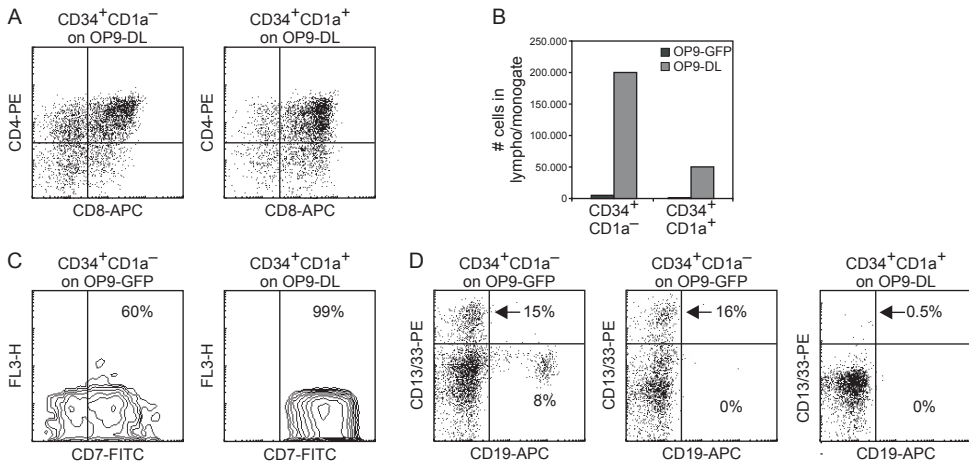 A
CD34+CD1a−
on OP9-DL
CD34+CD1a+
on OP9-DL
CD4-PE
CD8-APC
CD4-PE
CD8-APC
B
250.000
200.000
150.000
100.000
50.000
0
# cells in
lympho/monogate
OP9-GFP
OP9-DL
CD34+
CD1a−
CD34+
CD1a+
C
CD34+CD1a−
on OP9-GFP
60%
FL3-H
CD7-FITC
CD34+CD1a+
on OP9-DL
99%
FL3-H
CD7-FITC
D
CD34+CD1a−
on OP9-GFP
15%
8%
CD13/33-PE
CD19-APC
CD34+CD1a−
on OP9-GFP
16%
0%
CD13/33-PE
CD19-APC
CD34+CD1a+
on OP9-DL
0.5%
0%
CD13/33-PE
CD19-APC